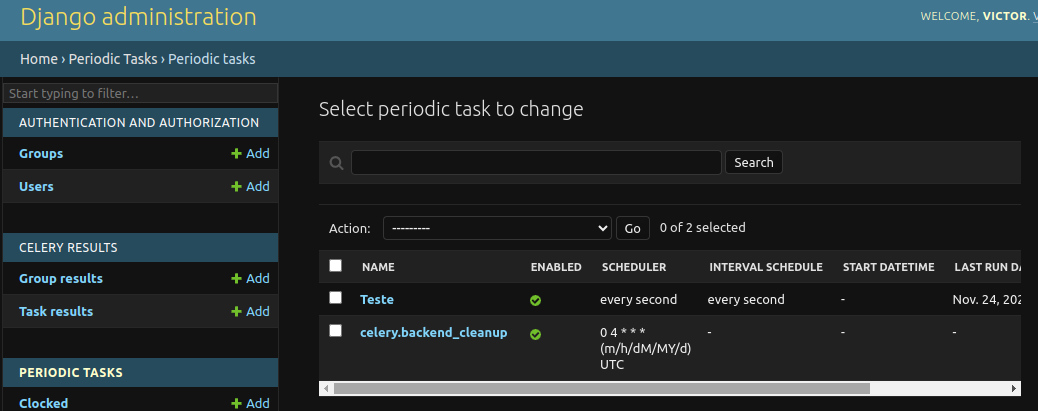 Django administration
WELCOME, VICTOR.
Home › Periodic Tasks › Periodic tasks
Start typing to filter…
AUTHENTICATION AND AUTHORIZATION
Groups + Add
Users + Add
CELERY RESULTS
Group results + Add
Task results + Add
PERIODIC TASKS
Clocked + Add
Select periodic task to change
Search
Action: --------- Go 0 of 2 selected
NAME ENABLED SCHEDULER INTERVAL SCHEDULE START DATETIME LAST RUN
Teste every second every second - Nov. 24,
celery.backend_cleanup 0 4 * * * - - -
(m/h/dM/MY/d)
UTC